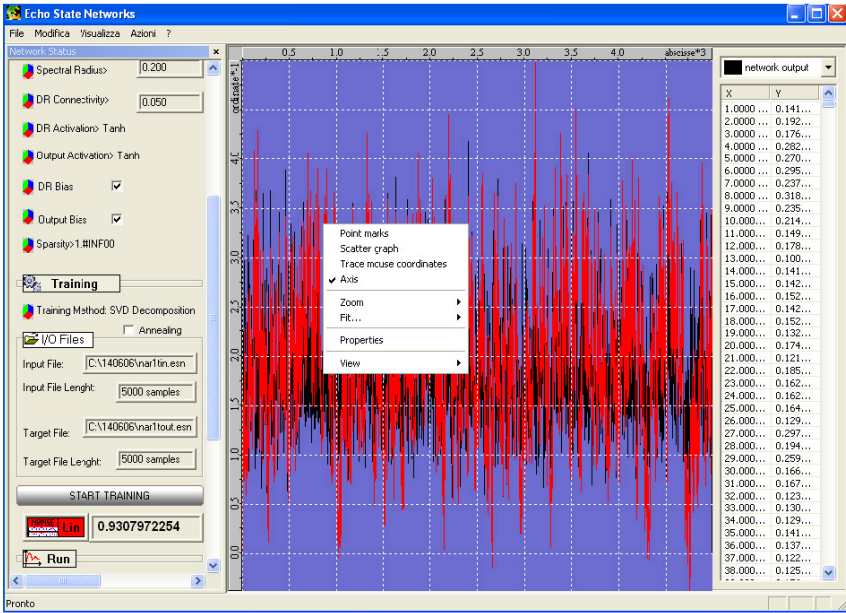 Echo State Networks
File Modifica Visualizza Azioni ?
Network Status
Spectral Radius> 0.200
DR Connectivity> 0.050
DR Activation> Tanh
Output Activation> Tanh
DR Bias
Output Bias
Sparsity>1.#INF00
Training
Training Method: SVD Decomposition
Annealing
I/O Files
Input File: C:\140606\nar1tin.esn
Input File Lenght: 5000 samples
Target File: C:\140606\nar1tout.esn
Target File Lenght: 5000 samples
START TRAINING
Lin 0.9307972254
Run
Pronto
0.5 1.0 1.5 2.0 2.5 3.0 3.5 4.0 abscisse*3
ordinate*-1
4.0
3.5
3.0
2.5
2.0
1.5
1.0
0.5
0.0
Point marks
Scatter graph
Trace mouse coordinates
Axis
Zoom
Fit...
Properties
View
network output
X Y
1.0000 ... 0.141...
2.0000 ... 0.192...
3.0000 ... 0.176...
4.0000 ... 0.282...
5.0000 ... 0.270...
6.0000 ... 0.295...
7.0000 ... 0.237...
8.0000 ... 0.318...
9.0000 ... 0.235...
10.000... 0.214...
11.000... 0.149...
12.000... 0.178...
13.000... 0.100...
14.000... 0.141...
15.000... 0.142...
16.000... 0.152...
17.000... 0.142...
18.000... 0.152...
19.000... 0.132...
20.000... 0.174...
21.000... 0.121...
22.000... 0.185...
23.000... 0.162...
24.000... 0.162...
25.000... 0.164...
26.000... 0.129...
27.000... 0.297...
28.000... 0.194...
29.000... 0.259...
30.000... 0.166...
31.000... 0.167...
32.000... 0.123...
33.000... 0.130...
34.000... 0.129...
35.000... 0.141...
36.000... 0.137...
37.000... 0.122...
38.000... 0.125...